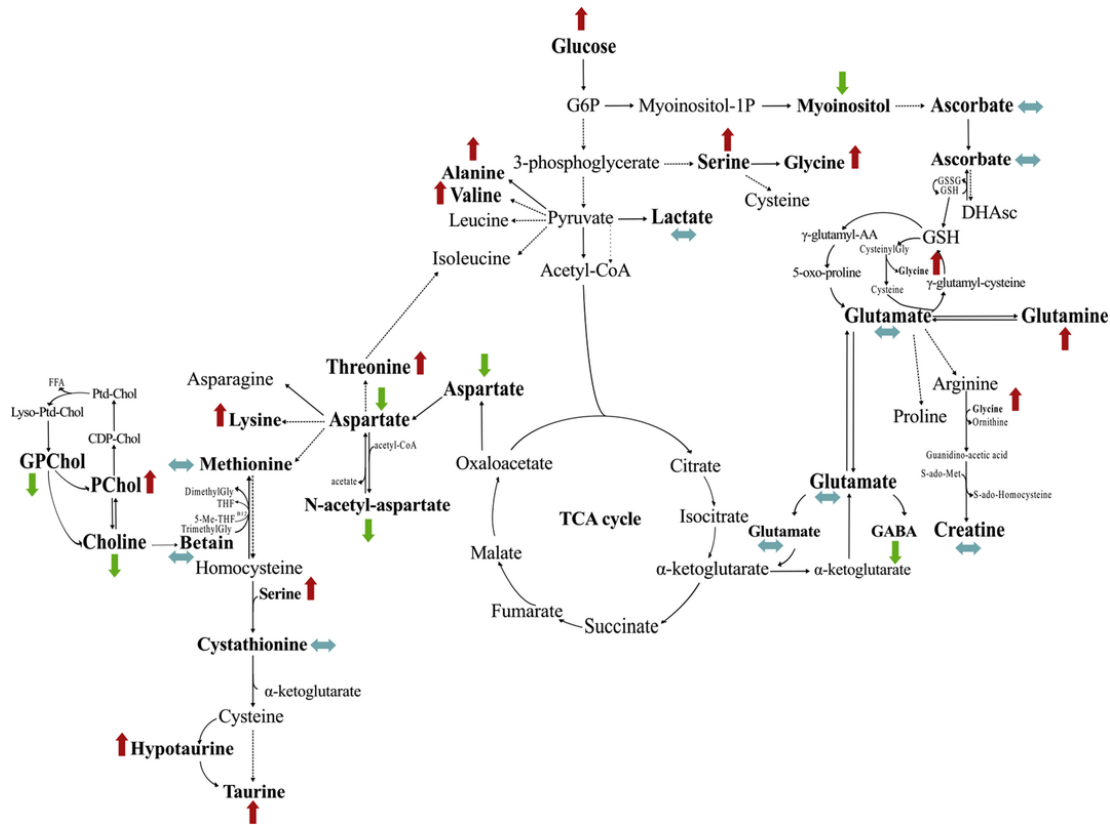 Glucose
G6P
Myoinositol-1P
Myoinositol
Ascorbate
3-phosphoglycerate
Serine
Glycine
Ascorbate
Alanine
Valine
Cysteine
GSSG
GSH
DHAsc
Leucine
Pyruvate
Lactate
γ-glutamyl-AA
GSH
Isoleucine
Acetyl-CoA
CysteinylGly
Glycine
5-oxo-proline
Cysteine
γ-glutamyl-cysteine
Glutamate
Glutamine
Threonine
Aspartate
Asparagine
Arginine
FFA
Ptd-Chol
Lyso-Ptd-Chol
Lysine
Aspartate
Proline
Glycine
Ornithine
CDP-Chol
acetyl-CoA
GPChol
PChol
Methionine
acetate
Oxaloacetate
Citrate
Guanidino-acetic acid
S-ado-Met
S-ado-Homocysteine
DimethylGly
THF
5-Me-THF
B12
TrimethylGly
N-acetyl-aspartate
Glutamate
Isocitrate
TCA cycle
Choline
Betain
Glutamate
GABA
Creatine
Homocysteine
Malate
α-ketoglutarate
α-ketoglutarate
Serine
Fumarate
Succinate
Cystathionine
α-ketoglutarate
Cysteine
Hypotaurine
Taurine